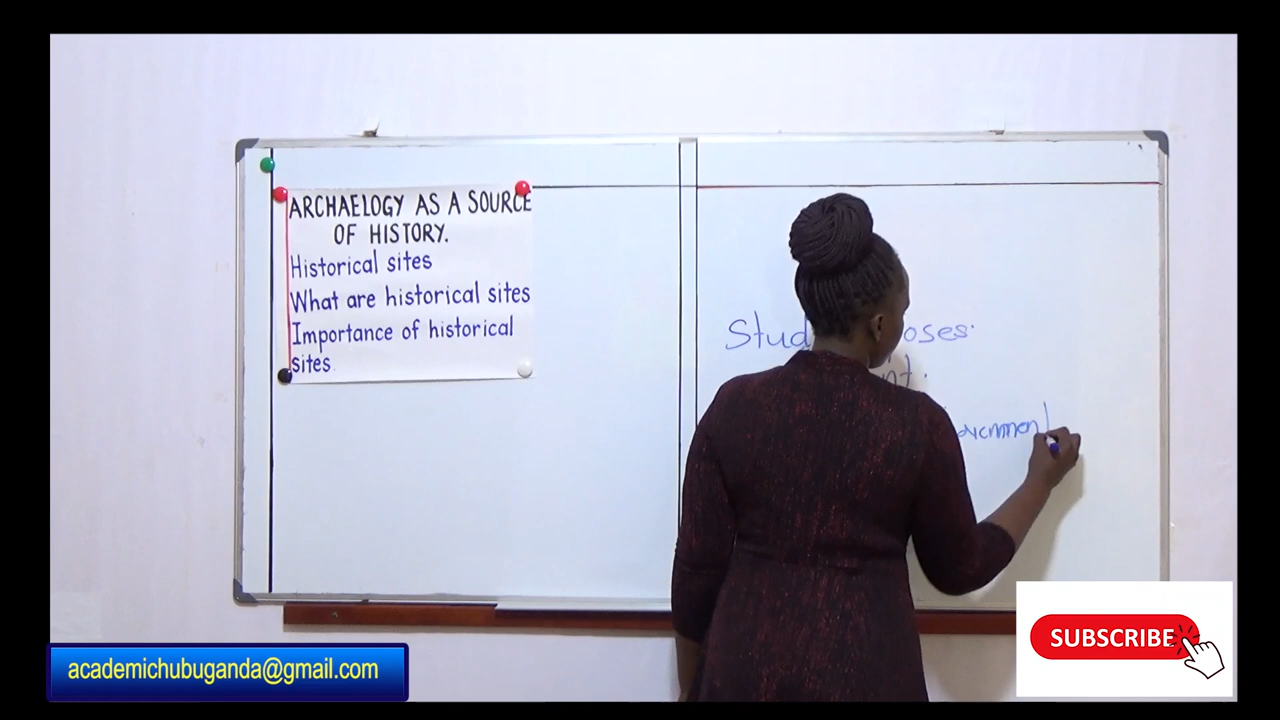 ARCHAELOGY AS A SOURCE
OF HISTORY.
Historical sites
What are historical sites
Importance of historical
sites.
academichubuganda@gmail.com
SUBSCRIBE